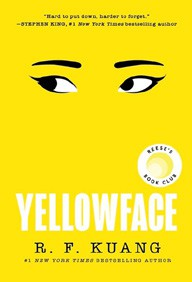 "Hard to put down, harder to forget."
—STEPHEN KING, #1 New York Times bestselling author
REESE'S
BOOK CLUB
YELLOWFACE
R. F. KUANG
#1 NEW YORK TIMES BESTSELLING AUTHOR